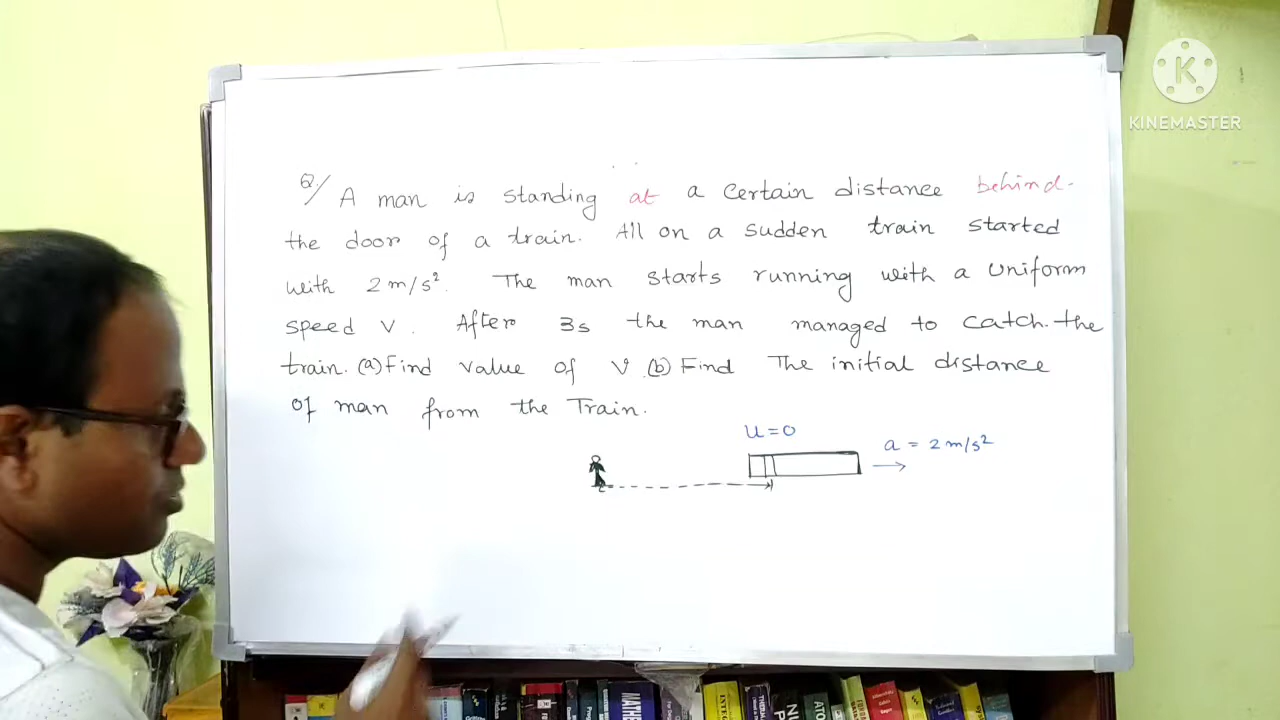 KINEMASTER
Q/ A man is standing at a certain distance behind
the door of a train. All on a sudden train started
with 2 m/s². The man starts running with a uniform
speed v. After 3s the man managed to catch the
train. (a) Find value of v (b) Find The initial distance
of man from the Train.
u = 0
a = 2 m/s²
MATHE